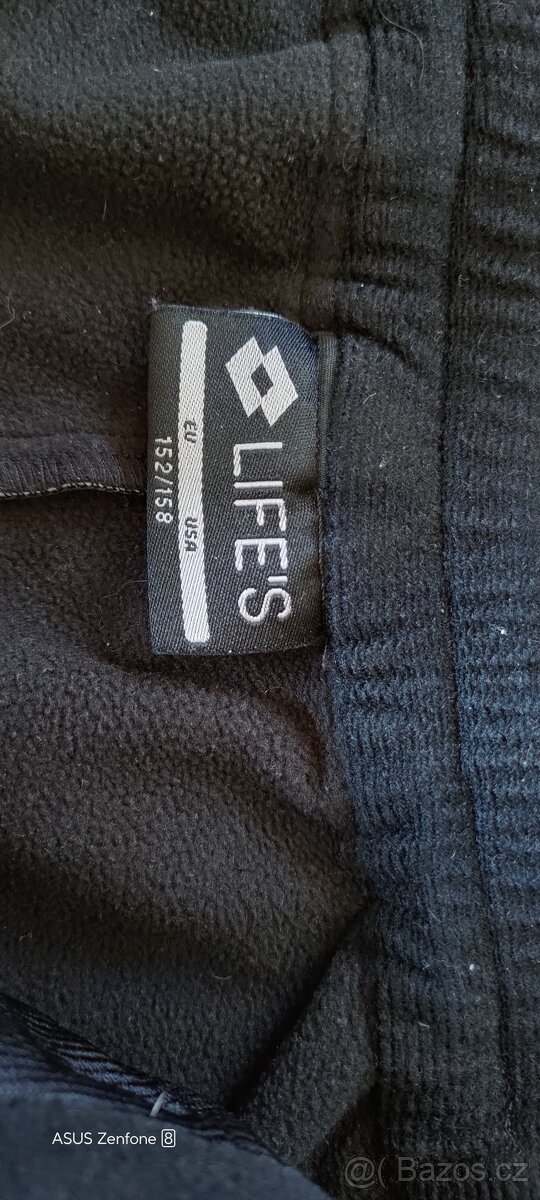 LIFE'S
EU USA
152/158
ASUS Zenfone 8
@ Bazos.cz